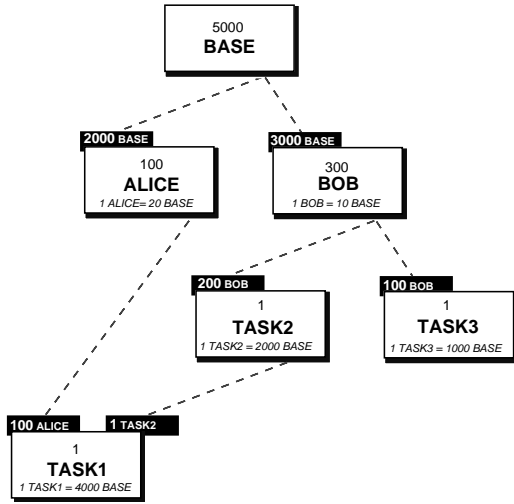 5000
BASE
2000 BASE
100
ALICE
1 ALICE= 20 BASE
3000 BASE
300
BOB
1 BOB = 10 BASE
200 BOB
1
TASK2
1 TASK2 = 2000 BASE
100 BOB
1
TASK3
1 TASK3 = 1000 BASE
100 ALICE
1 TASK2
1
TASK1
1 TASK1 = 4000 BASE